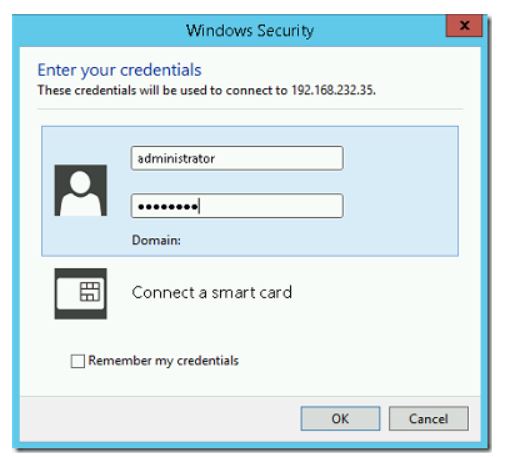 Windows Security
x
Enter your credentials
These credentials will be used to connect to 192.168.232.35.
administrator
••••••••
Domain:
Connect a smart card
Remember my credentials
OK Cancel